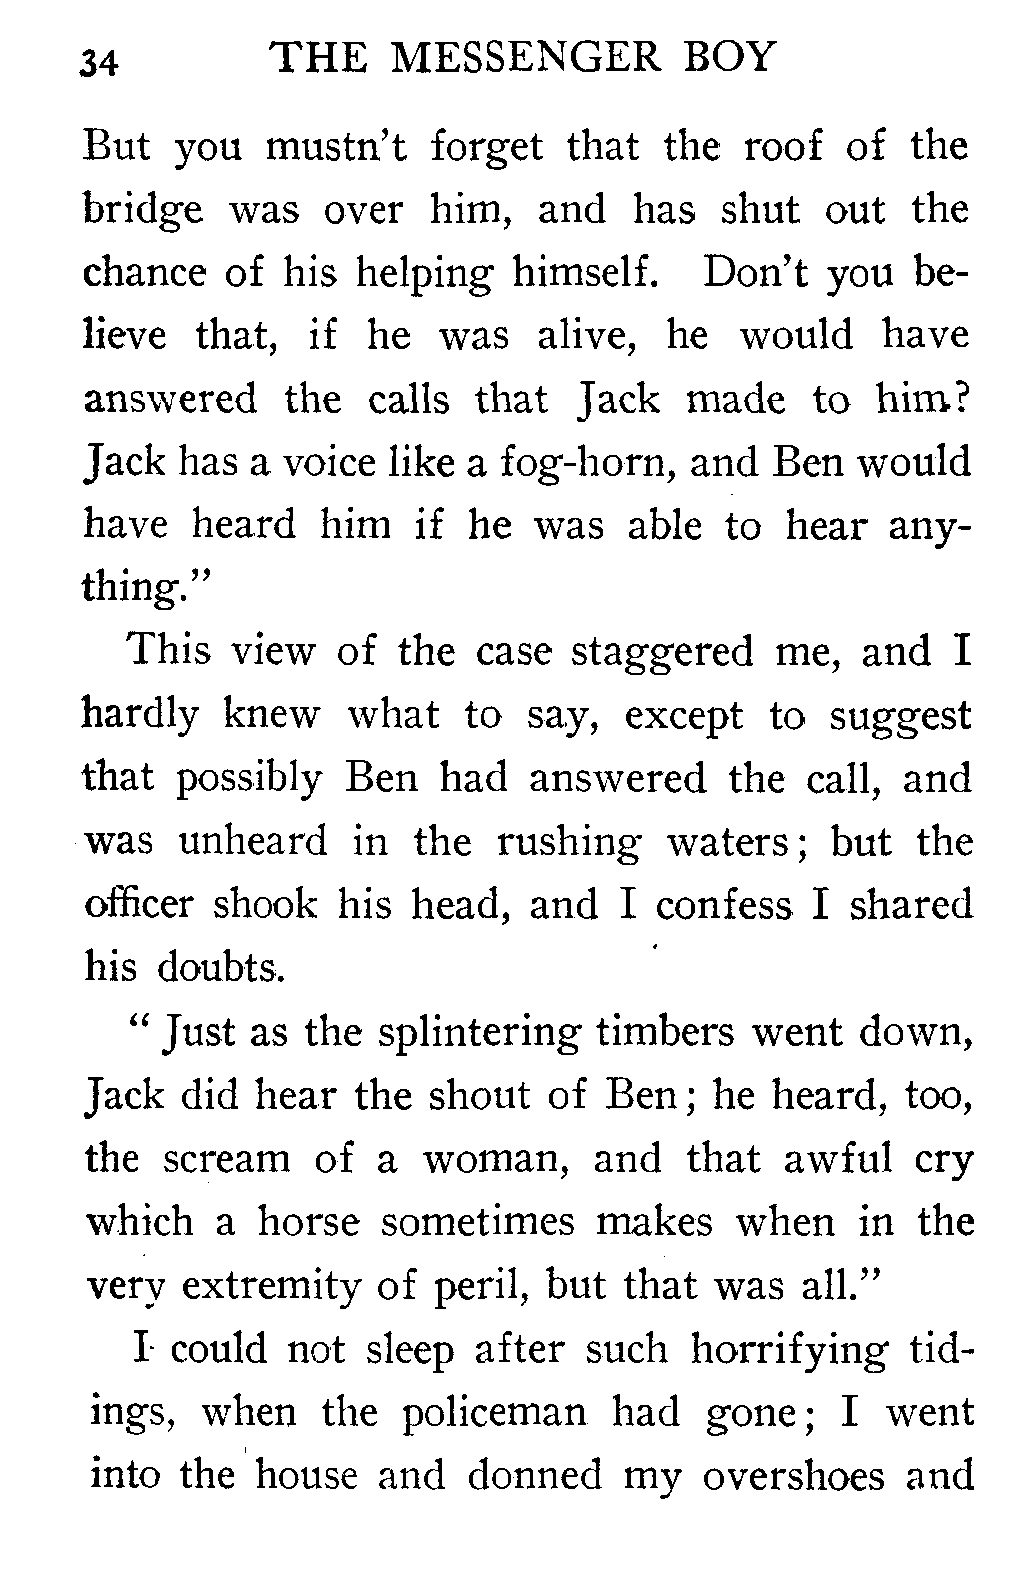 34 THE MESSENGER BOY
But you mustn't forget that the roof of the
bridge was over him, and has shut out the
chance of his helping himself. Don't you be-
lieve that, if he was alive, he would have
answered the calls that Jack made to him?
Jack has a voice like a fog-horn, and Ben would
have heard him if he was able to hear any-
thing."
This view of the case staggered me, and I
hardly knew what to say, except to suggest
that possibly Ben had answered the call, and
was unheard in the rushing waters; but the
officer shook his head, and I confess I shared
his doubts.
"Just as the splintering timbers went down,
Jack did hear the shout of Ben; he heard, too,
the scream of a woman, and that awful cry
which a horse sometimes makes when in the
very extremity of peril, but that was all."
I could not sleep after such horrifying tid-
ings, when the policeman had gone; I went
into the house and donned my overshoes and